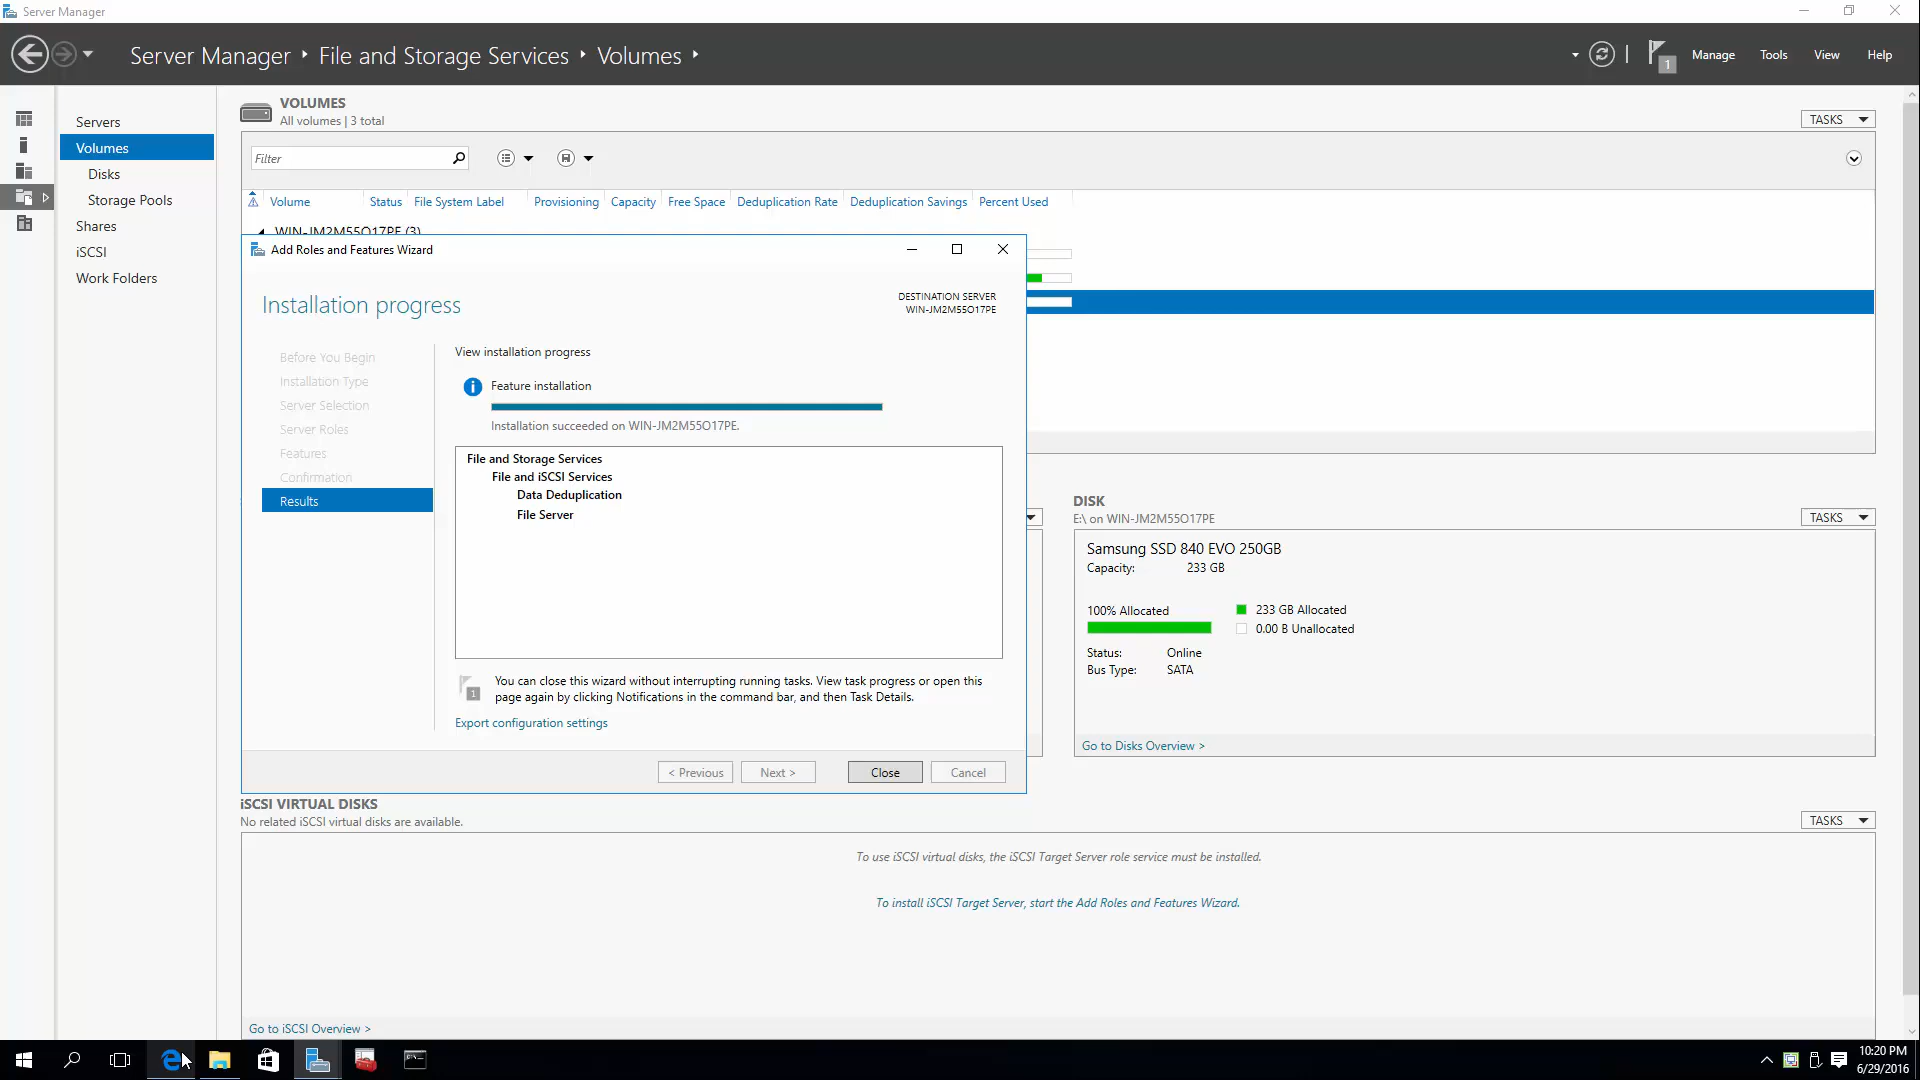 Server Manager
Server Manager ‣ File and Storage Services ‣ Volumes ‣
1
Manage Tools View Help
Servers
Volumes
Disks
Storage Pools
Shares
iSCSI
Work Folders
VOLUMES
All volumes | 3 total
TASKS
Filter
Volume Status File System Label Provisioning Capacity Free Space Deduplication Rate Deduplication Savings Percent Used
WIN-JM2M55O17PE (3)
Add Roles and Features Wizard
Installation progress
DESTINATION SERVER
WIN-JM2M55O17PE
Before You Begin
Installation Type
Server Selection
Server Roles
Features
Confirmation
Results
View installation progress
Feature installation
Installation succeeded on WIN-JM2M55O17PE.
File and Storage Services
File and iSCSI Services
Data Deduplication
File Server
1
You can close this wizard without interrupting running tasks. View task progress or open this
page again by clicking Notifications in the command bar, and then Task Details.
Export configuration settings
< Previous
Next >
Close
Cancel
DISK
E:\ on WIN-JM2M55O17PE
TASKS
Samsung SSD 840 EVO 250GB
Capacity: 233 GB
100% Allocated
233 GB Allocated
0.00 B Unallocated
Status: Online
Bus Type: SATA
Go to Disks Overview >
iSCSI VIRTUAL DISKS
No related iSCSI virtual disks are available.
TASKS
To use iSCSI virtual disks, the iSCSI Target Server role service must be installed.
To install iSCSI Target Server, start the Add Roles and Features Wizard.
Go to iSCSI Overview >
10:20 PM
6/29/2016